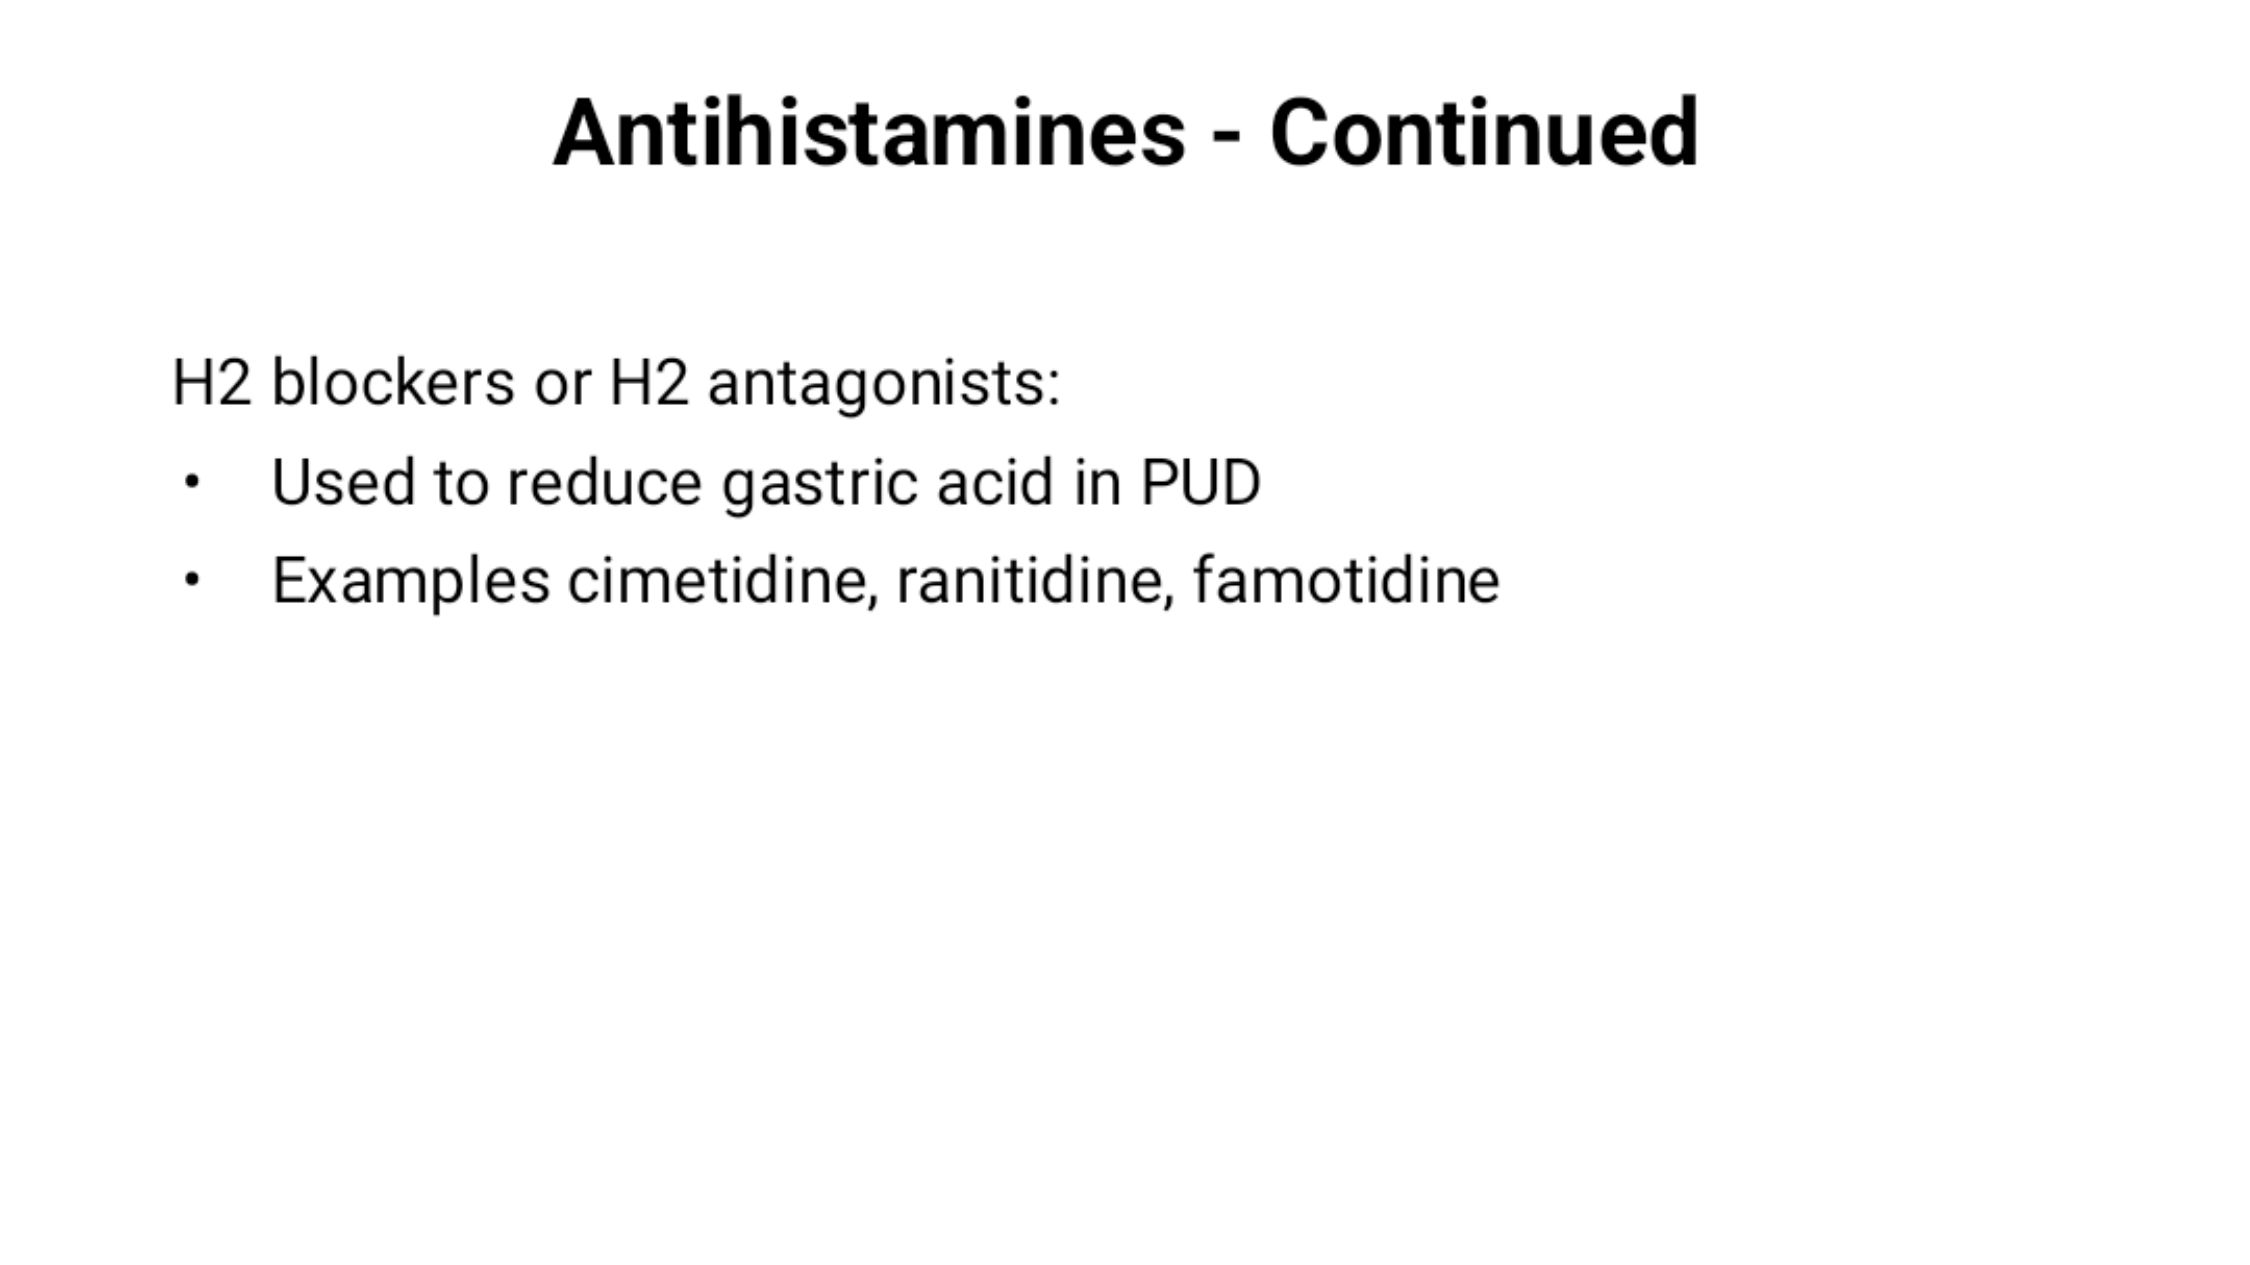 Antihistamines - Continued
H2 blockers or H2 antagonists:
• Used to reduce gastric acid in PUD
• Examples cimetidine, ranitidine, famotidine